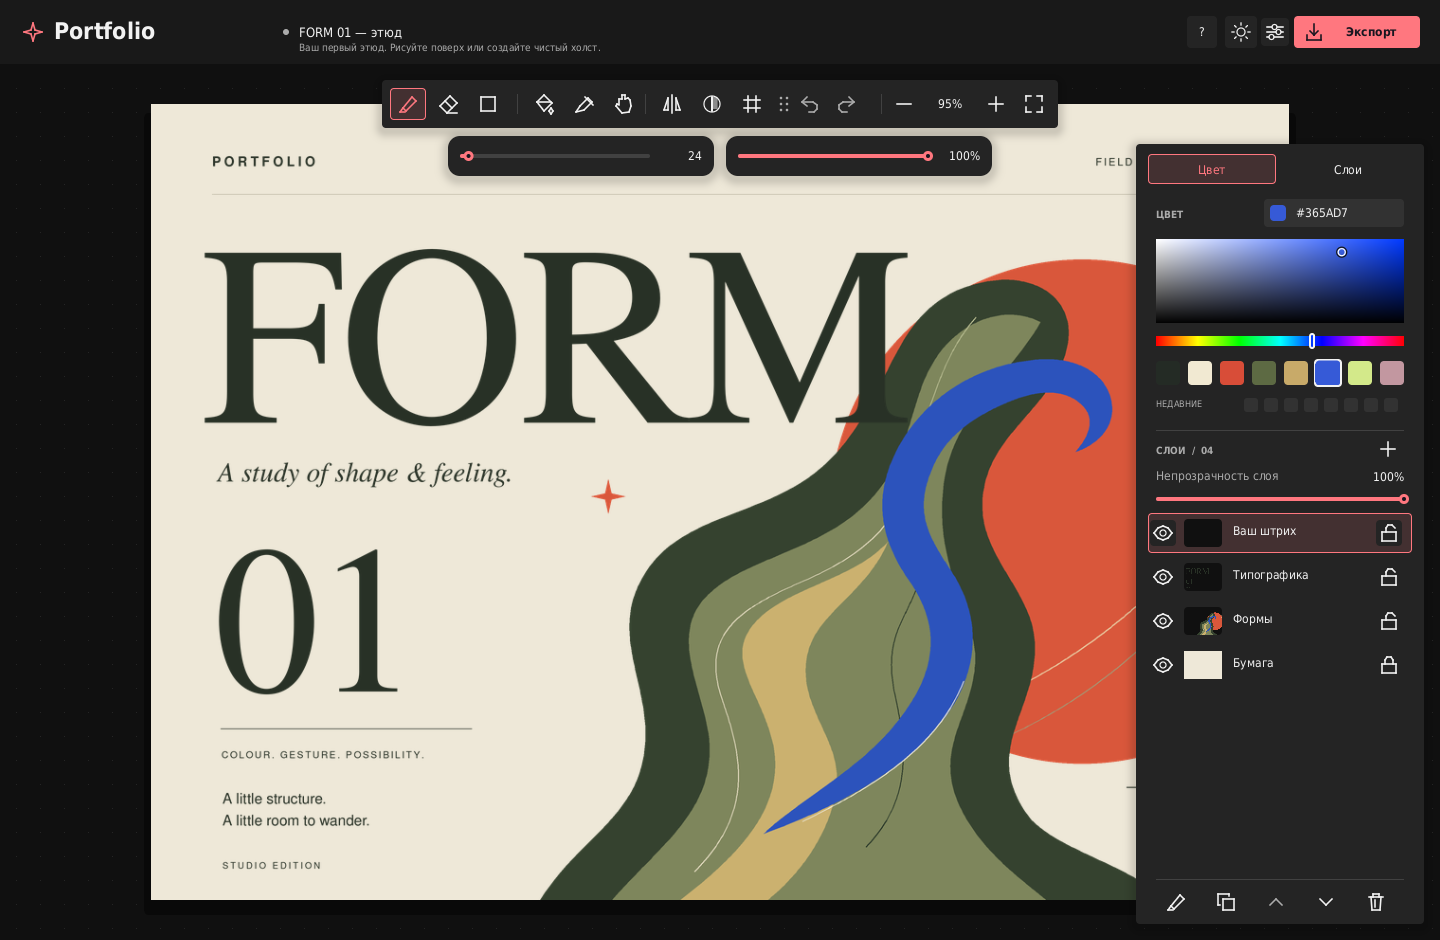 Portfolio
FORM 01 — этюд
Ваш первый этюд. Рисуйте поверх или создайте чистый холст.
?
Экспорт
95%
24
100%
PORTFOLIO
FIELD
FORM
A study of shape & feeling.
01
COLOUR. GESTURE. POSSIBILITY.
A little structure.
A little room to wander.
STUDIO EDITION
Цвет
Слои
ЦВЕТ
#365AD7
НЕДАВНИЕ
СЛОИ / 04
Непрозрачность слоя
100%
Ваш штрих
Типографика
Формы
Бумага